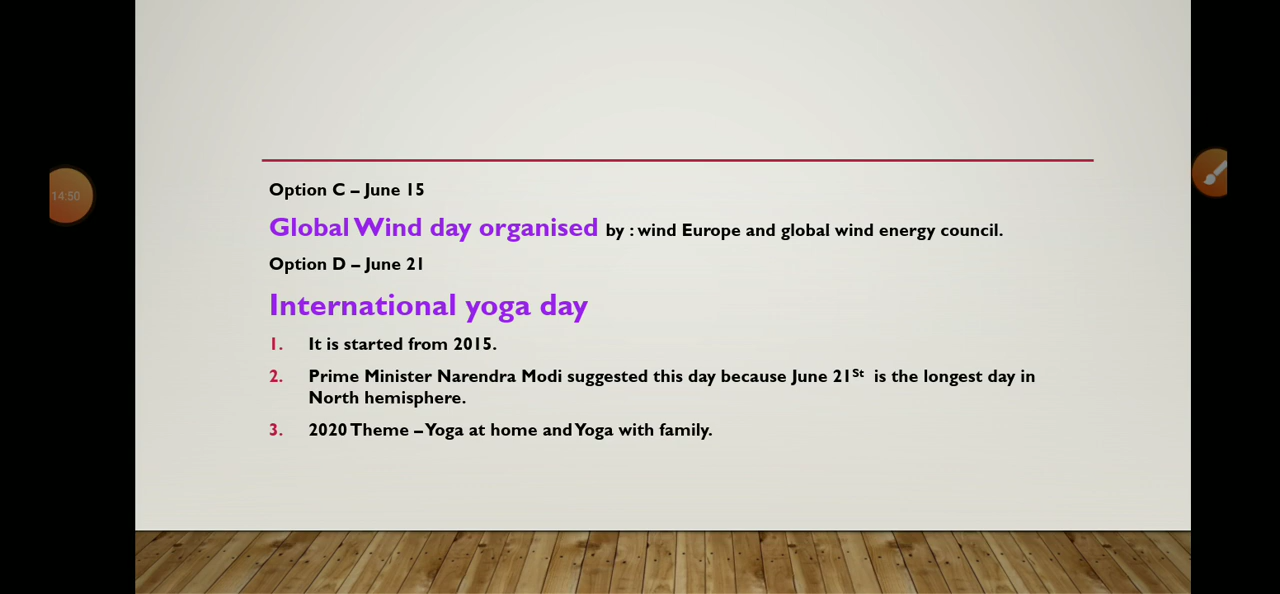 Option C – June 15
Global Wind day organised by : wind Europe and global wind energy council.
Option D – June 21
International yoga day
1. It is started from 2015.
2. Prime Minister Narendra Modi suggested this day because June 21St is the longest day in
North hemisphere.
3. 2020 Theme – Yoga at home and Yoga with family.
14:50